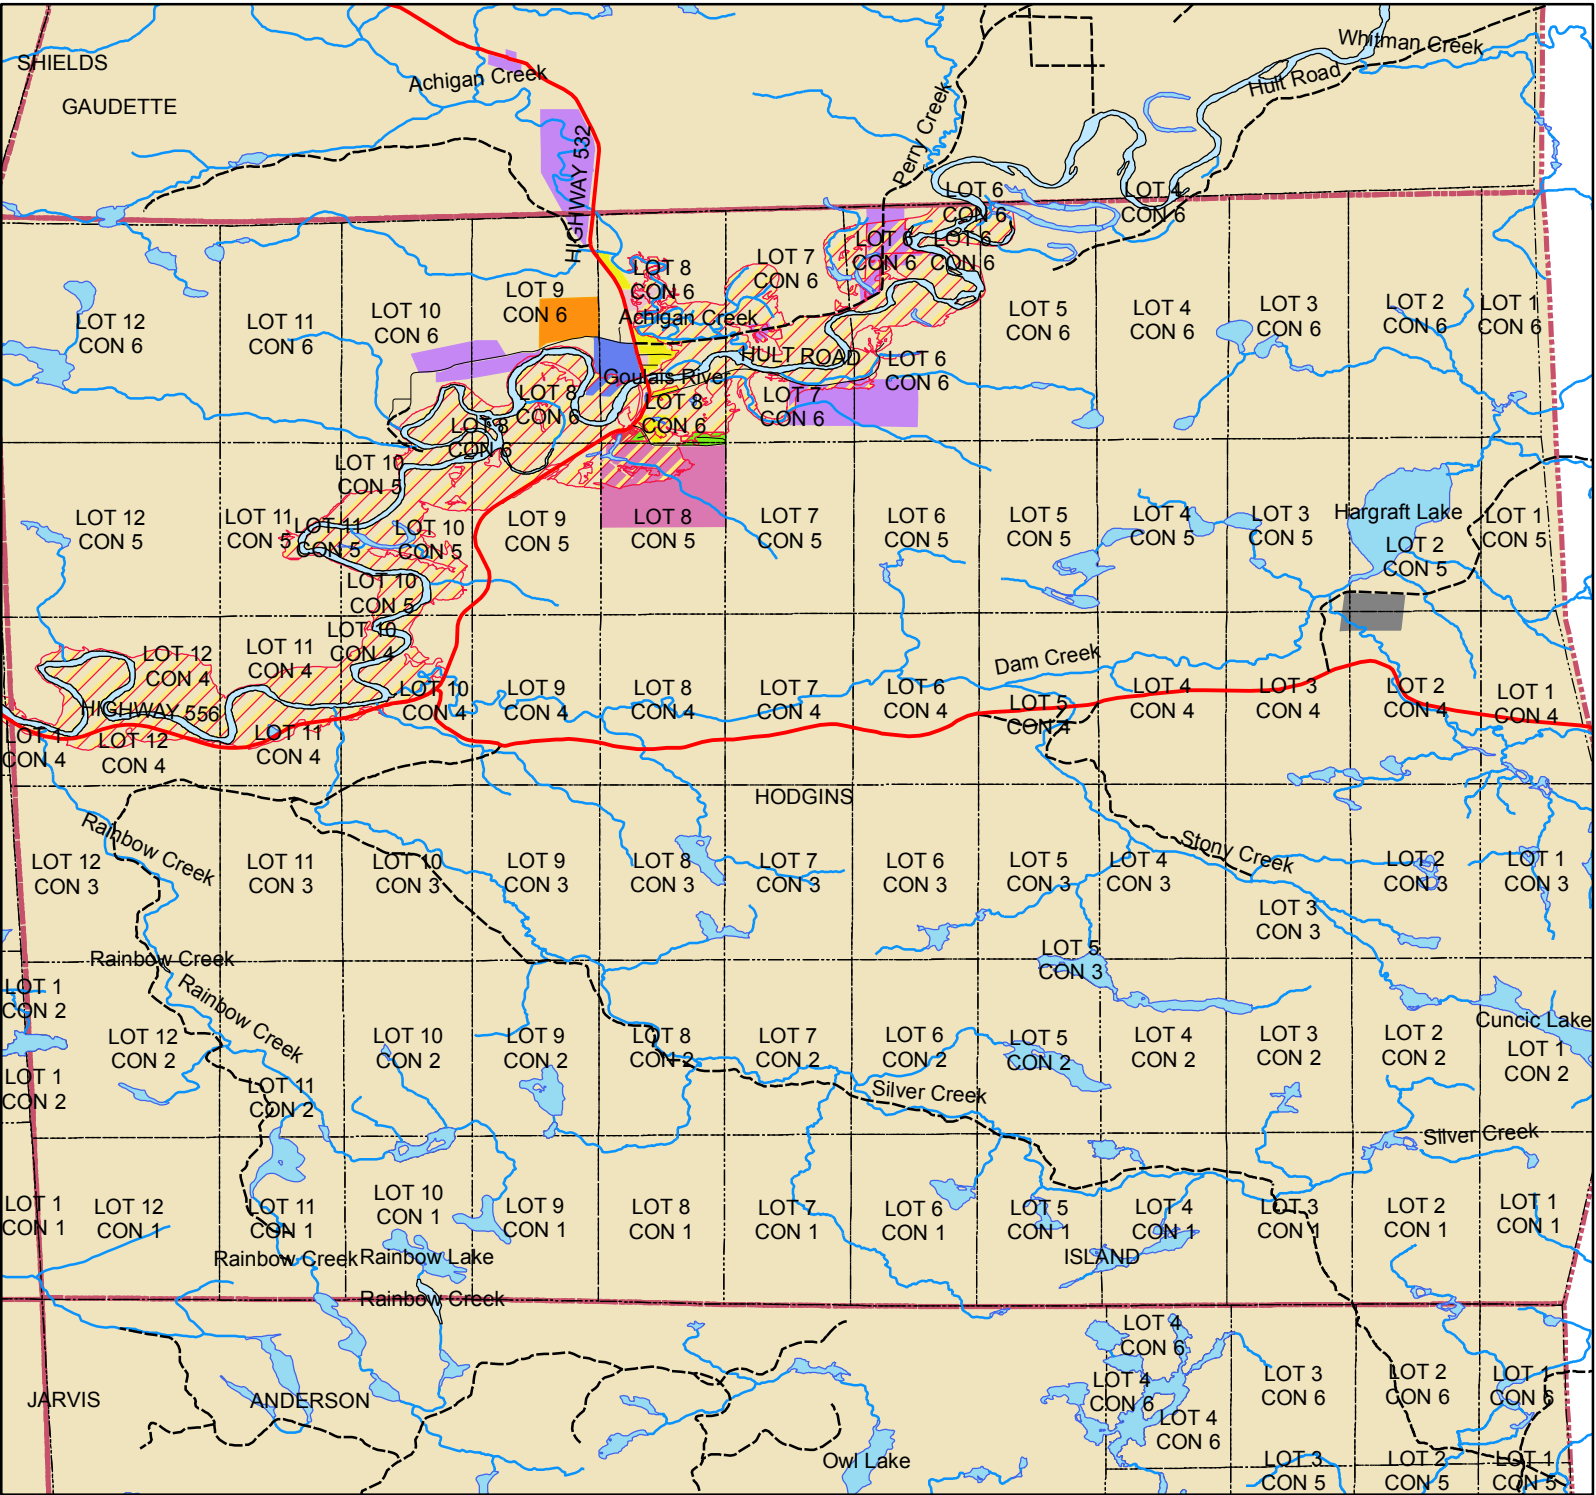 SHIELDS
GAUDETTE
Achigan Creek
HIGHWAY 532
Perry Creek
Whitman Creek
Hult Road
LOT 6
CON 6
LOT 4
CON 6
LOT 6
CON 6
LOT 6
CON 6
LOT 7
CON 6
LOT 8
CON 6
LOT 9
CON 6
LOT 10
CON 6
LOT 11
CON 6
LOT 12
CON 6
Achigan Creek
LOT 5
CON 6
LOT 4
CON 6
LOT 3
CON 6
LOT 2
CON 6
LOT 1
CON 6
HULT ROAD
LOT 6
CON 6
Goulais River
LOT 8
CON 6
LOT 8
CON 6
LOT 7
CON 6
LOT 8
CON 6
LOT 10
CON 5
LOT 12
CON 5
LOT 11
CON 5
LOT 11
CON 5
LOT 10
CON 5
LOT 9
CON 5
LOT 8
CON 5
LOT 7
CON 5
LOT 6
CON 5
LOT 5
CON 5
LOT 4
CON 5
LOT 3
CON 5
Hargraft Lake
LOT 2
CON 5
LOT 1
CON 5
LOT 10
CON 5
LOT 10
CON 4
LOT 12
CON 4
LOT 11
CON 4
Dam Creek
HIGHWAY 556
LOT 10
CON 4
LOT 9
CON 4
LOT 8
CON 4
LOT 7
CON 4
LOT 6
CON 4
LOT 5
CON 4
LOT 4
CON 4
LOT 3
CON 4
LOT 2
CON 4
LOT 1
CON 4
LOT 1
CON 4
LOT 12
CON 4
LOT 11
CON 4
HODGINS
Rainbow Creek
Stony Creek
LOT 12
CON 3
LOT 11
CON 3
LOT 10
CON 3
LOT 9
CON 3
LOT 8
CON 3
LOT 7
CON 3
LOT 6
CON 3
LOT 5
CON 3
LOT 4
CON 3
LOT 2
CON 3
LOT 1
CON 3
LOT 3
CON 3
Rainbow Creek
LOT 5
CON 3
LOT 1
CON 2
Rainbow Creek
Cuncic Lake
LOT 12
CON 2
LOT 10
CON 2
LOT 9
CON 2
LOT 8
CON 2
LOT 7
CON 2
LOT 6
CON 2
LOT 5
CON 2
LOT 4
CON 2
LOT 3
CON 2
LOT 2
CON 2
LOT 1
CON 2
LOT 1
CON 2
LOT 11
CON 2
Silver Creek
Silver Creek
LOT 1
CON 1
LOT 12
CON 1
LOT 11
CON 1
LOT 10
CON 1
LOT 9
CON 1
LOT 8
CON 1
LOT 7
CON 1
LOT 6
CON 1
LOT 5
CON 1
LOT 4
CON 1
LOT 3
CON 1
LOT 2
CON 1
LOT 1
CON 1
Rainbow Creek
Rainbow Lake
ISLAND
Rainbow Creek
LOT 4
CON 6
LOT 4
CON 6
LOT 3
CON 6
LOT 2
CON 6
LOT 1
CON 6
JARVIS
ANDERSON
LOT 4
CON 6
Owl Lake
LOT 3
CON 5
LOT 2
CON 5
LOT 1
CON 5